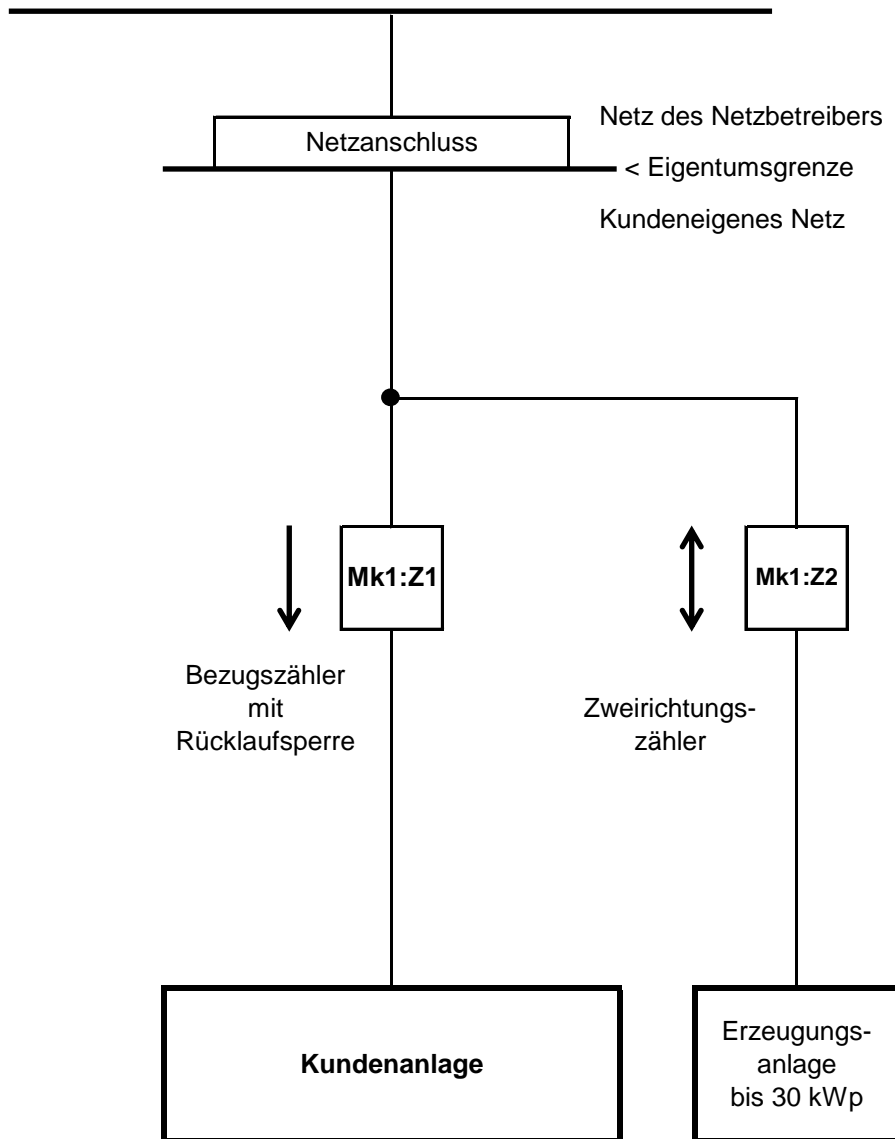 Netzanschluss
Netz des Netzbetreibers
< Eigentumsgrenze
Kundeneigenes Netz
Mk1:Z1
Mk1:Z2
Bezugszähler
mit
Rücklaufsperre
Zweirichtungs-
zähler
Kundenanlage
Erzeugungs-
anlage
bis 30 kWp